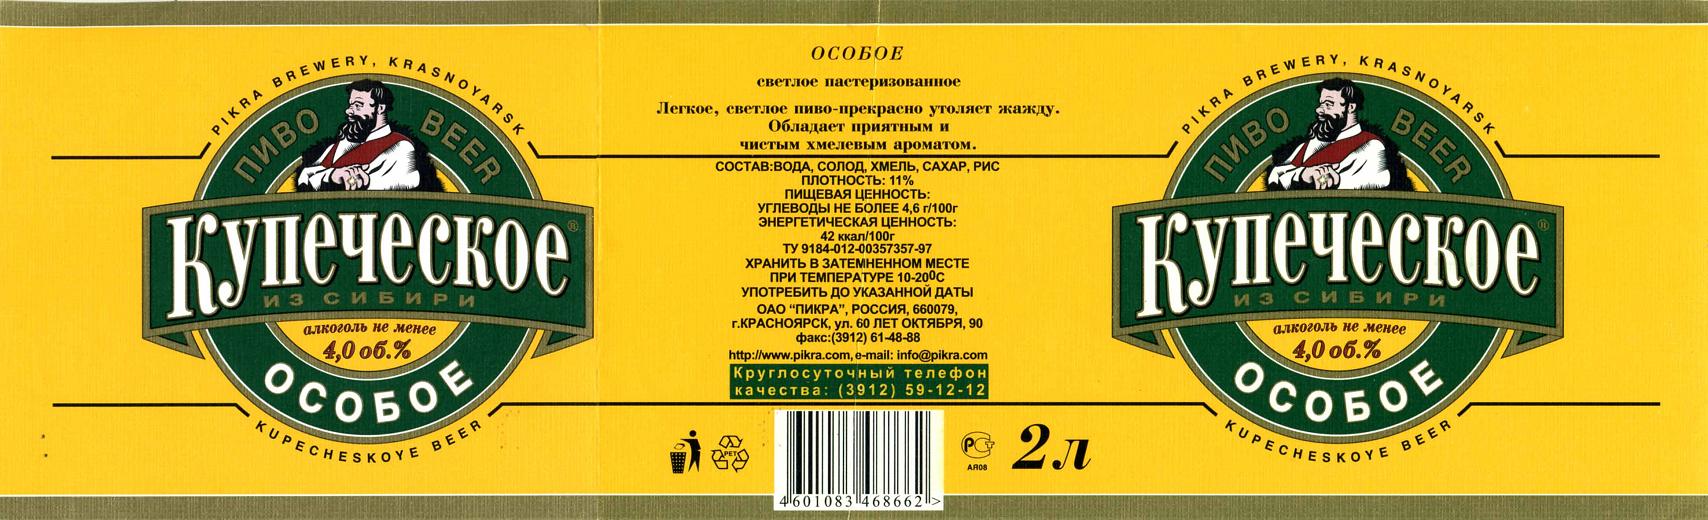 PIKRA BREWERY, KRASNOYARSK
ПИВО BEER
Купеческое®
ИЗ СИБИРИ
алкоголь не менее
4,0 об.%
ОСОБОЕ
KUPECHESKOYE BEER
ОСОБОЕ
светлое пастеризованное
Легкое, светлое пиво-прекрасно утоляет жажду.
Обладает приятным и
чистым хмелевым ароматом.
СОСТАВ:ВОДА, СОЛОД, ХМЕЛЬ, САХАР, РИС
ПЛОТНОСТЬ: 11%
ПИЩЕВАЯ ЦЕННОСТЬ:
УГЛЕВОДЫ НЕ БОЛЕЕ 4,6 г/100г
ЭНЕРГЕТИЧЕСКАЯ ЦЕННОСТЬ:
42 ккал/100г
ТУ 9184-012-00357357-97
ХРАНИТЬ В ЗАТЕМНЕННОМ МЕСТЕ
ПРИ ТЕМПЕРАТУРЕ 10-20⁰С
УПОТРЕБИТЬ ДО УКАЗАННОЙ ДАТЫ
ОАО “ПИКРА”, РОССИЯ, 660079,
г.КРАСНОЯРСК, ул. 60 ЛЕТ ОКТЯБРЯ, 90
факс:(3912) 61-48-88
http://www.pikra.com, e-mail: info@pikra.com
Круглосуточный телефон
качества: (3912) 59-12-12
PET
РСТ
АЯ08
2 л
4 601083 468662 >
PIKRA BREWERY, KRASNOYARSK
ПИВО BEER
Купеческое®
ИЗ СИБИРИ
алкоголь не менее
4,0 об.%
ОСОБОЕ
KUPECHESKOYE BEER